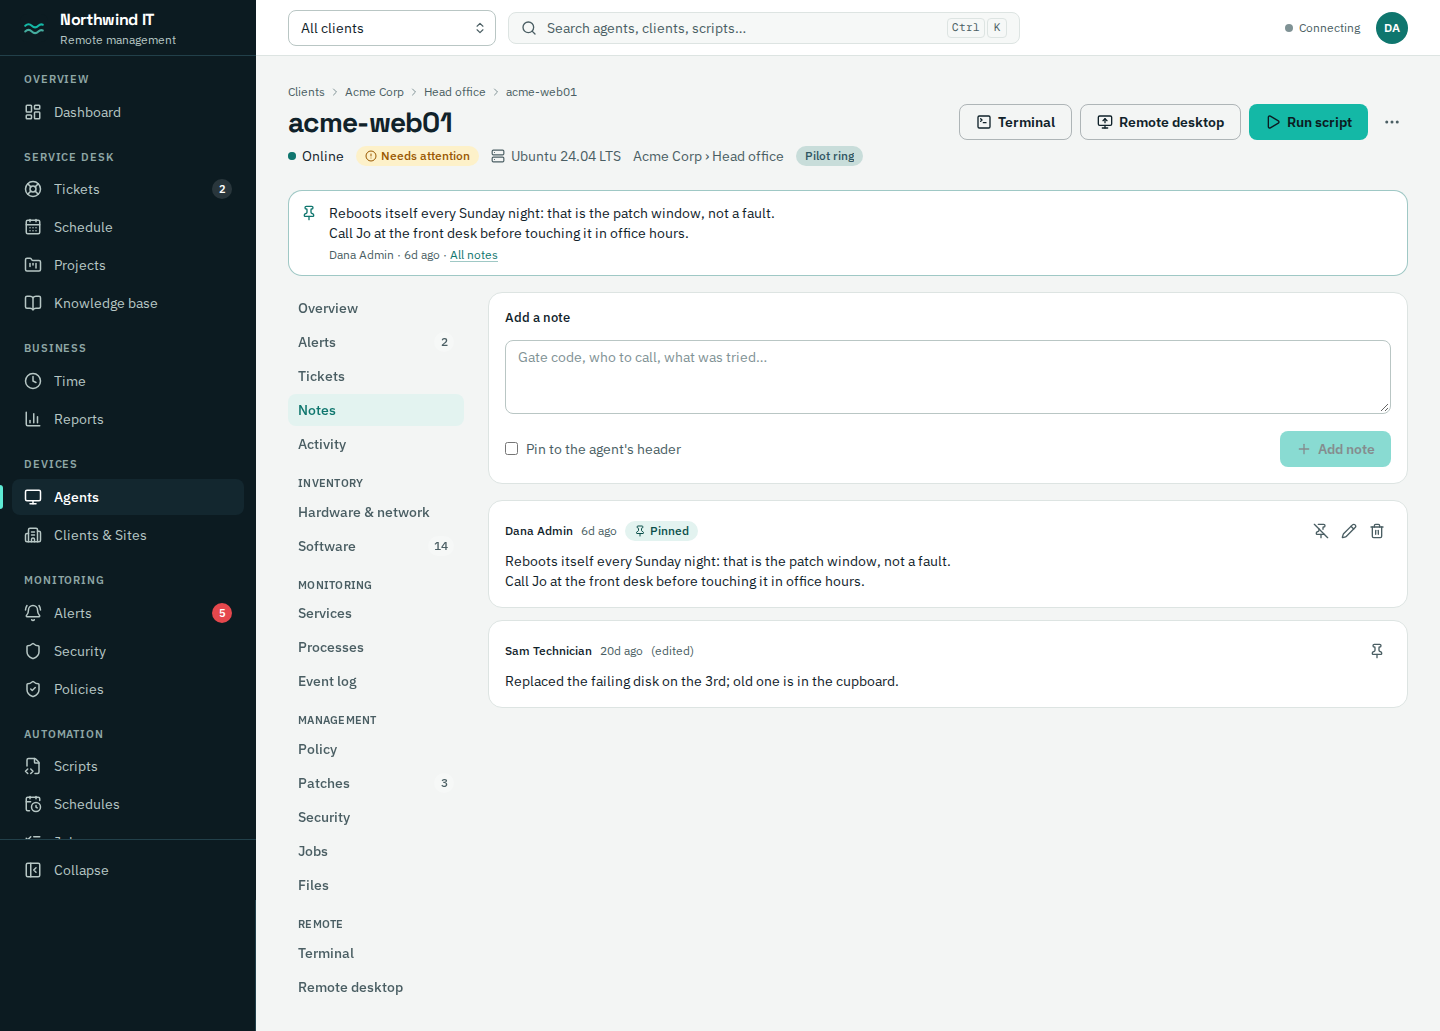 Northwind IT
Remote management
OVERVIEW
Dashboard
SERVICE DESK
Tickets 2
Schedule
Projects
Knowledge base
BUSINESS
Time
Reports
DEVICES
Agents
Clients & Sites
MONITORING
Alerts 5
Security
Policies
AUTOMATION
Scripts
Schedules
Collapse
All clients
Search agents, clients, scripts...
Ctrl K
Connecting
DA
Clients > Acme Corp > Head office > acme-web01
acme-web01
Terminal
Remote desktop
Run script
Online
Needs attention
Ubuntu 24.04 LTS
Acme Corp › Head office
Pilot ring
Reboots itself every Sunday night: that is the patch window, not a fault.
Call Jo at the front desk before touching it in office hours.
Dana Admin · 6d ago · All notes
Overview
Alerts 2
Tickets
Notes
Activity
INVENTORY
Hardware & network
Software 14
MONITORING
Services
Processes
Event log
MANAGEMENT
Policy
Patches 3
Security
Jobs
Files
REMOTE
Terminal
Remote desktop
Add a note
Gate code, who to call, what was tried...
Pin to the agent's header
Add note
Dana Admin 6d ago Pinned
Reboots itself every Sunday night: that is the patch window, not a fault.
Call Jo at the front desk before touching it in office hours.
Sam Technician 20d ago (edited)
Replaced the failing disk on the 3rd; old one is in the cupboard.